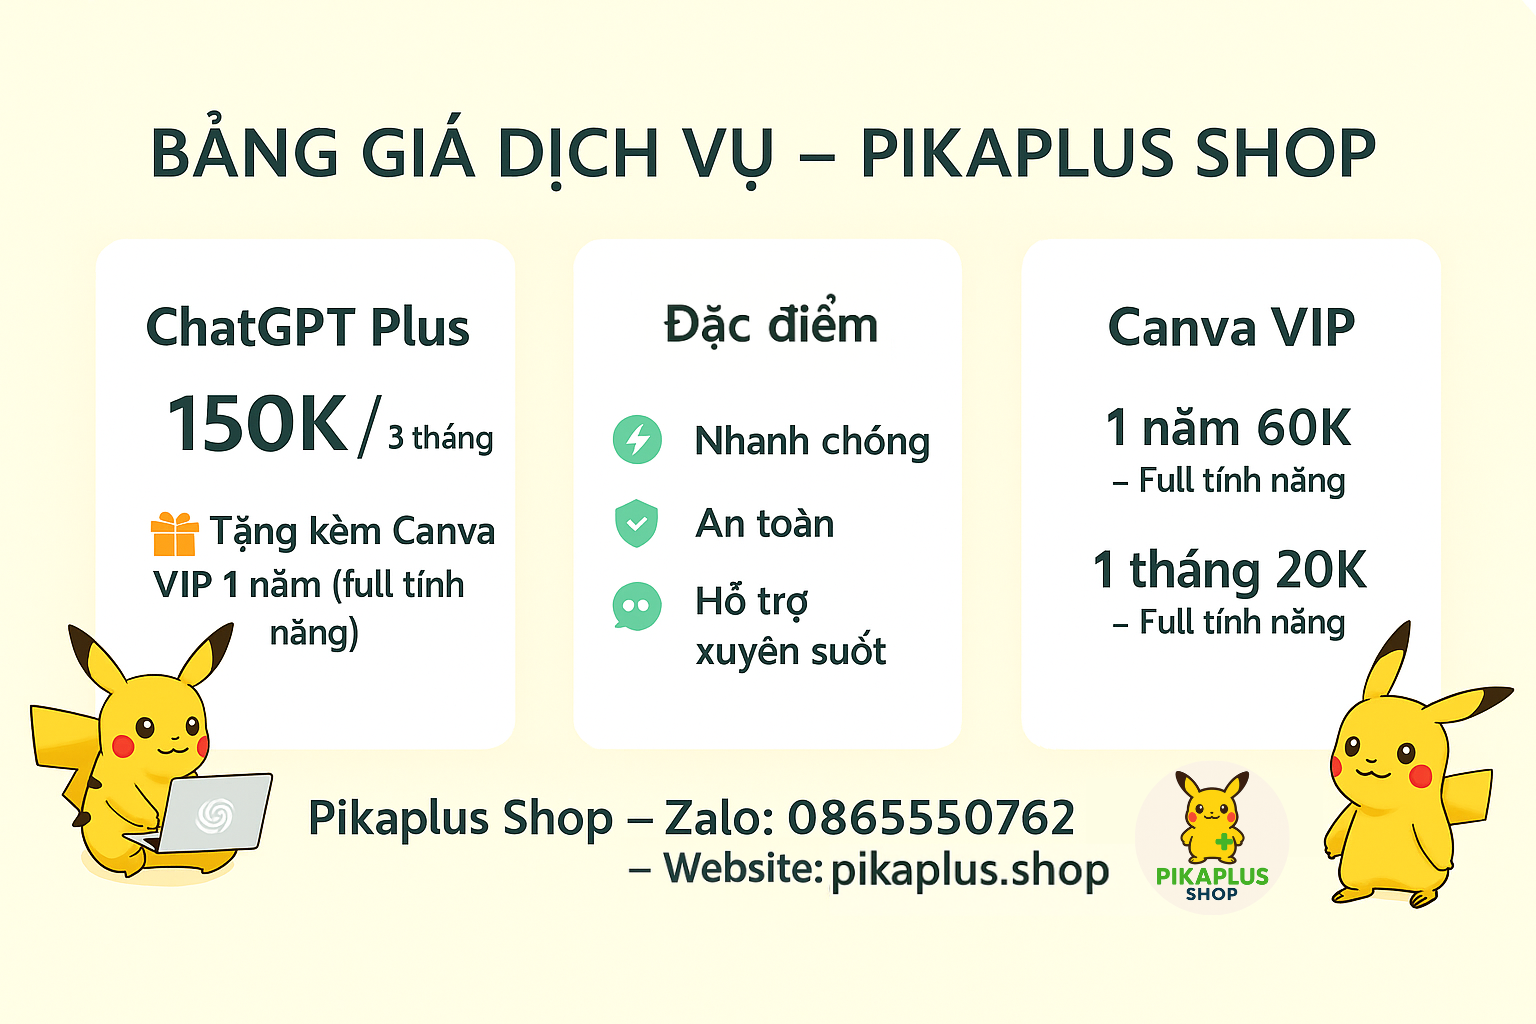 BẢNG GIÁ DỊCH VỤ – PIKAPLUS SHOP
ChatGPT Plus
150K / 3 tháng
Tặng kèm Canva
VIP 1 năm (full tính
năng)
Đặc điểm
Nhanh chóng
An toàn
Hỗ trợ
xuyên suốt
Canva VIP
1 năm 60K
– Full tính năng
1 tháng 20K
– Full tính năng
Pikaplus Shop – Zalo: 0865550762
– Website: pikaplus.shop
PIKAPLUS
SHOP